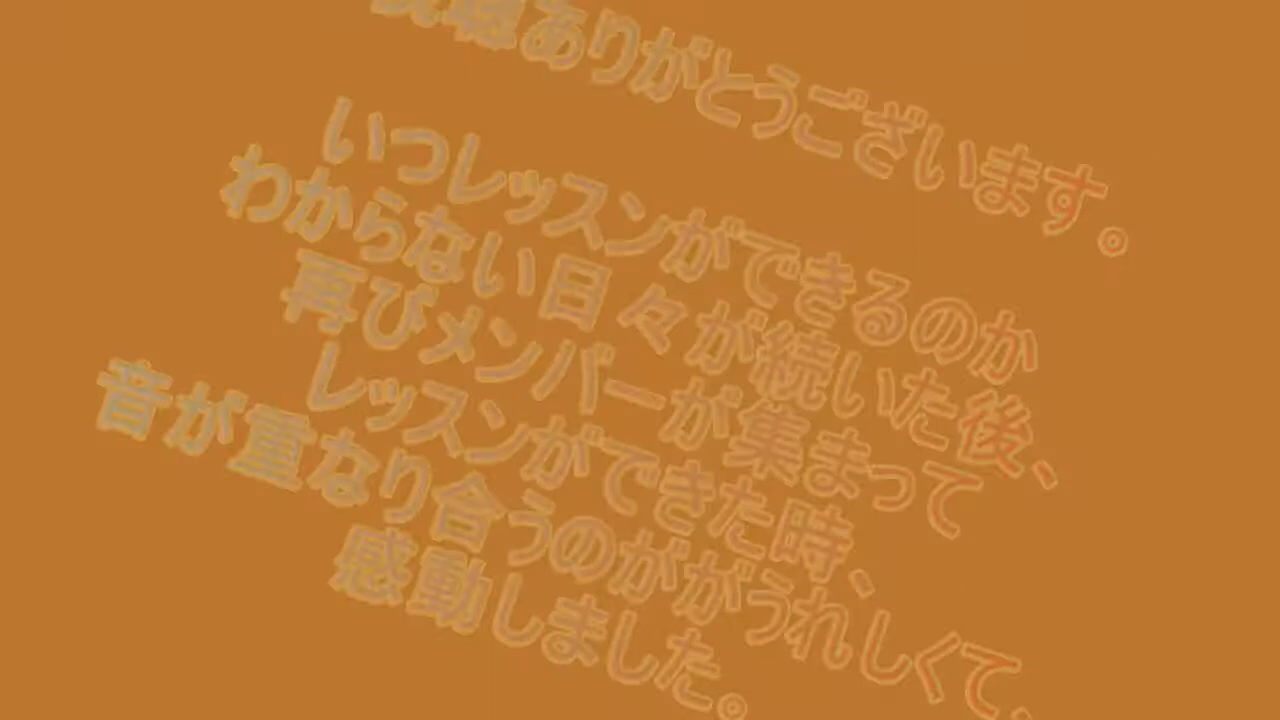 視聴ありがとうございます。
いつレッスンができるのか
わからない日々が続いた後、
再びメンバーが集まって
レッスンができた時、
音が重なり合うのががうれしくて、
感動しました。